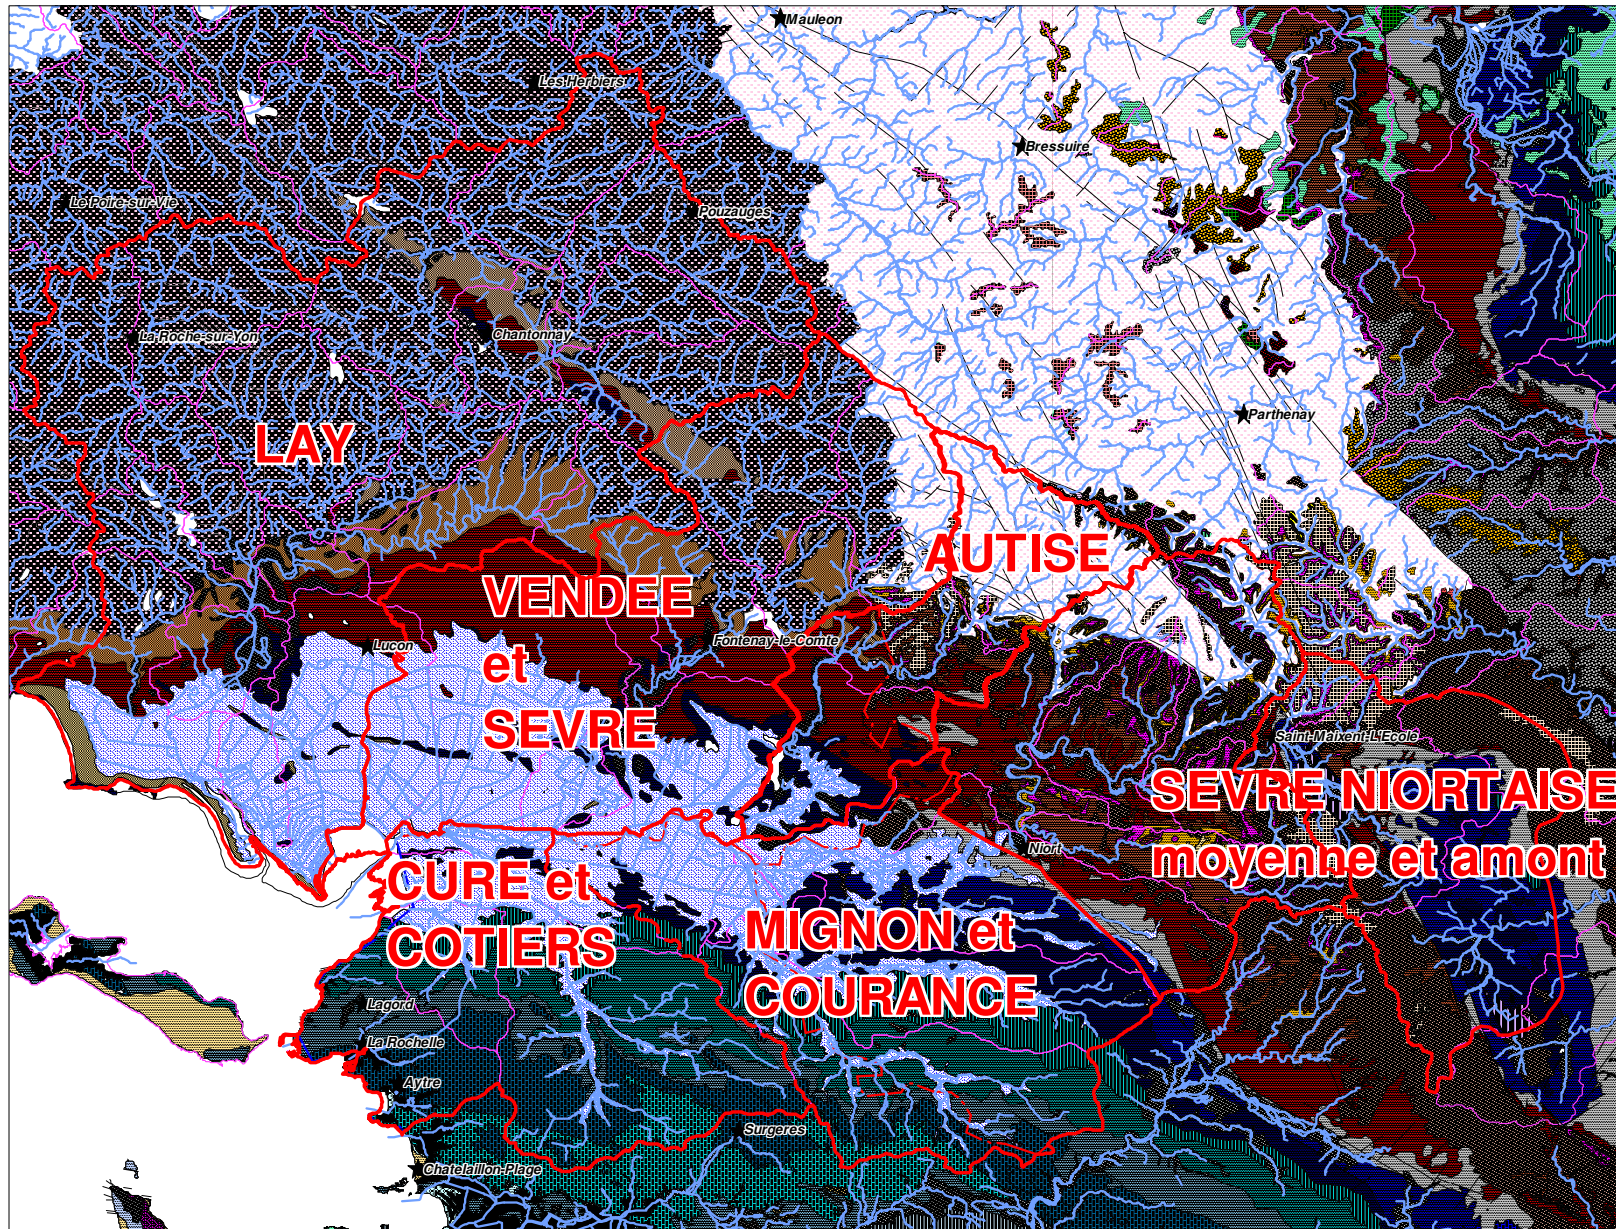 Mauleon
Les Herbiers
Bressuire
Le Poire-sur-Vie
Pouzauges
La Roche-sur-Yon
Chantonnay
Parthenay
LAY
AUTISE
VENDEE
et
SEVRE
Lucon
Fontenay-le-Comte
Saint-Maixent-L'Ecole
SEVRE NIORTAISE
moyenne et amont
Niort
CURE et
COTIERS
MIGNON et
COURANCE
Lagord
La Rochelle
Aytre
Surgeres
Chatelaillon-Plage